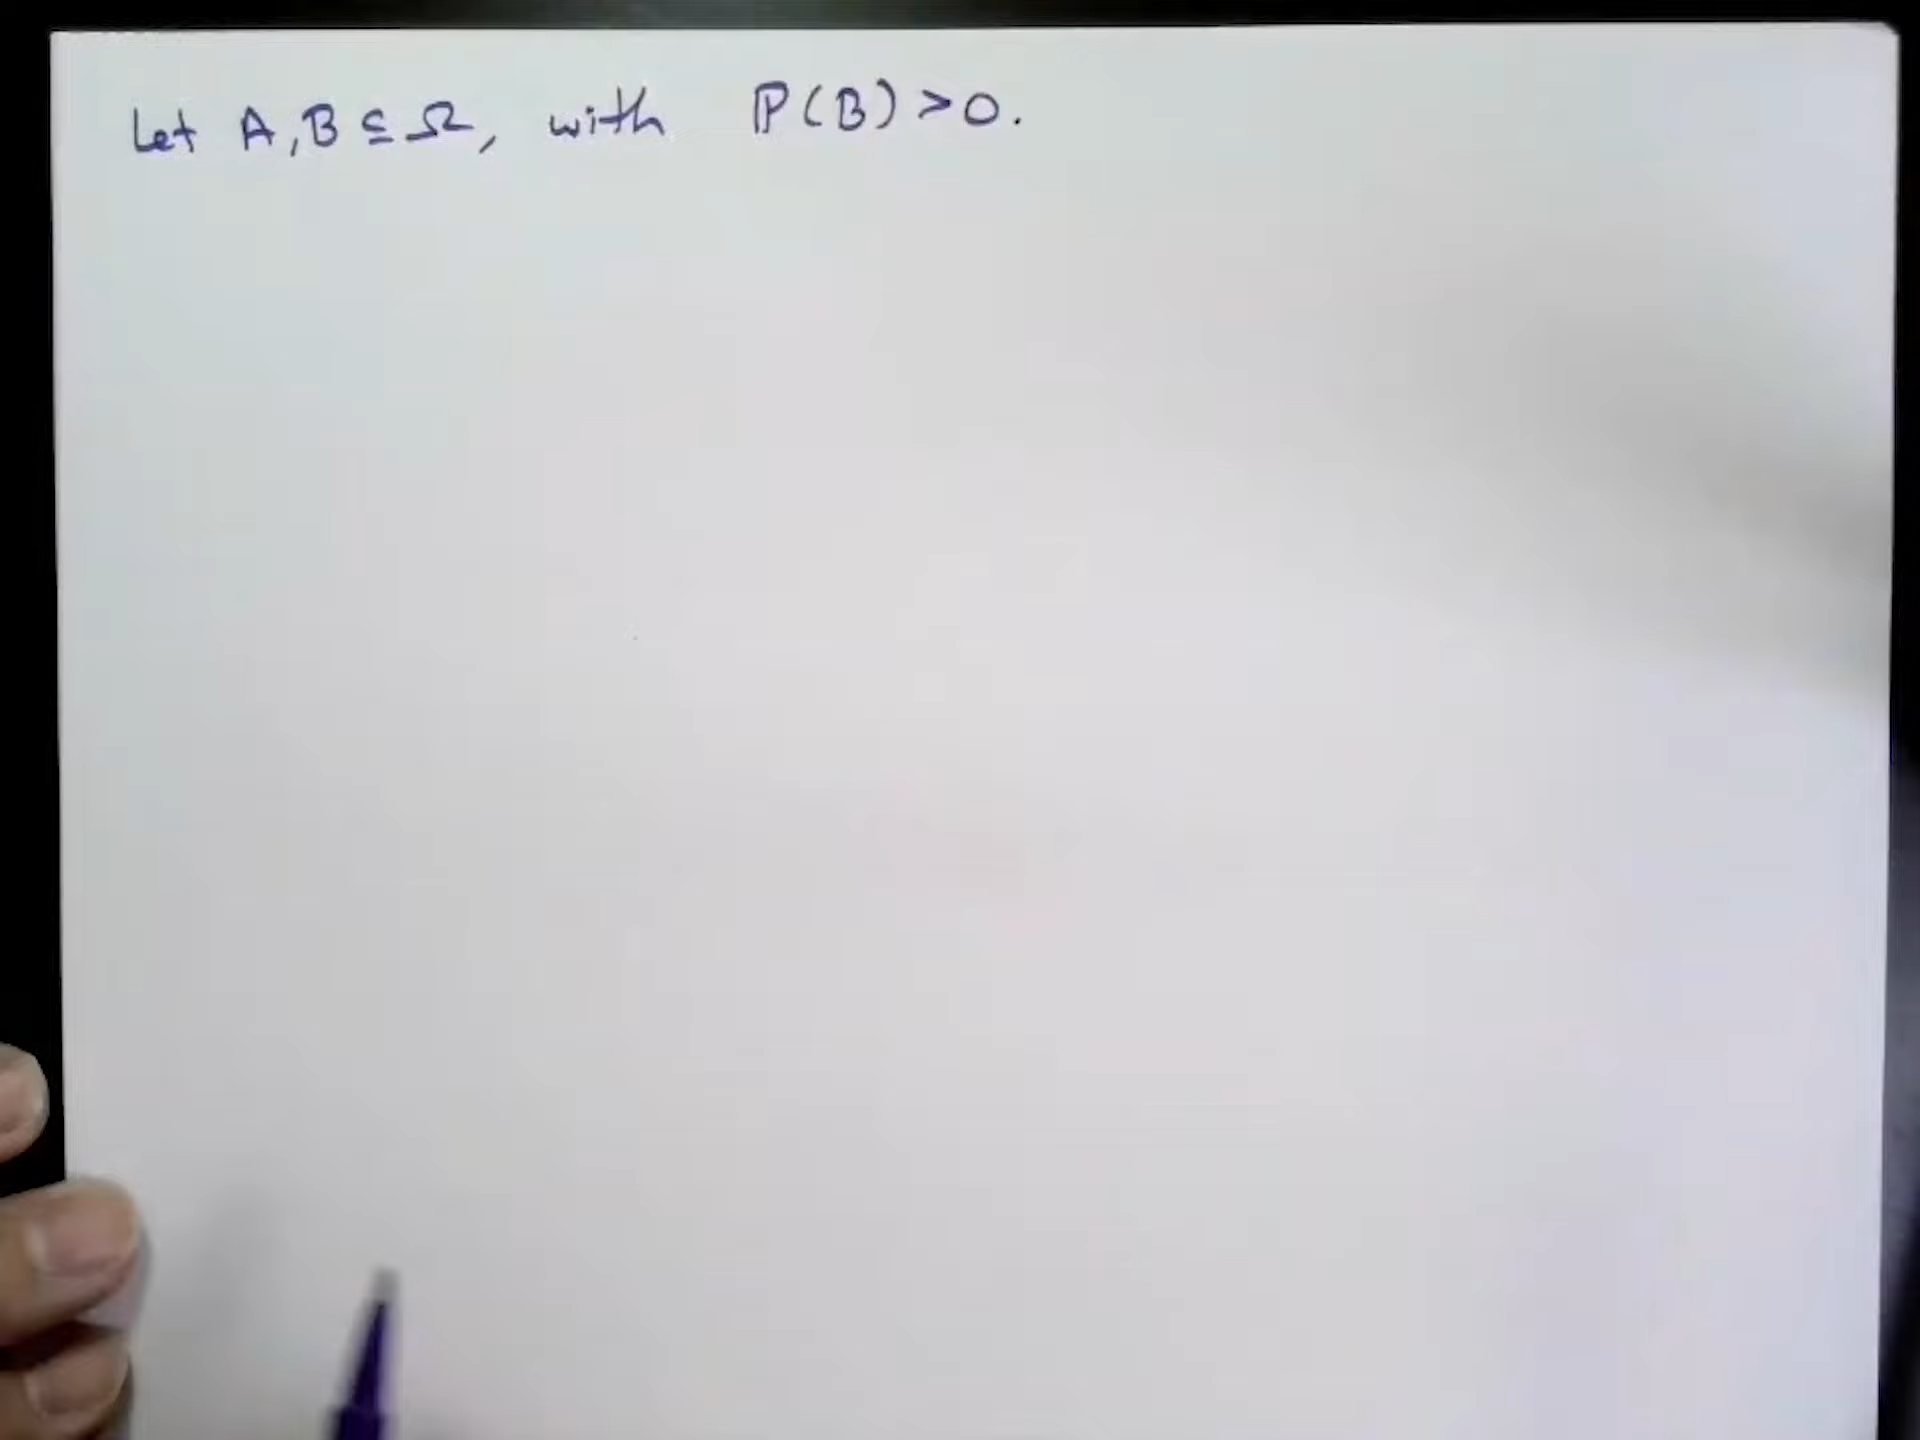 Let A, B ⊆ Ω, with ℙ(B) > 0.